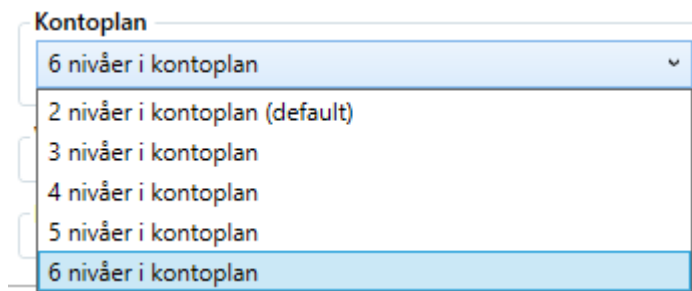 Kontoplan
6 nivåer i kontoplan
2 nivåer i kontoplan (default)
3 nivåer i kontoplan
4 nivåer i kontoplan
5 nivåer i kontoplan
6 nivåer i kontoplan